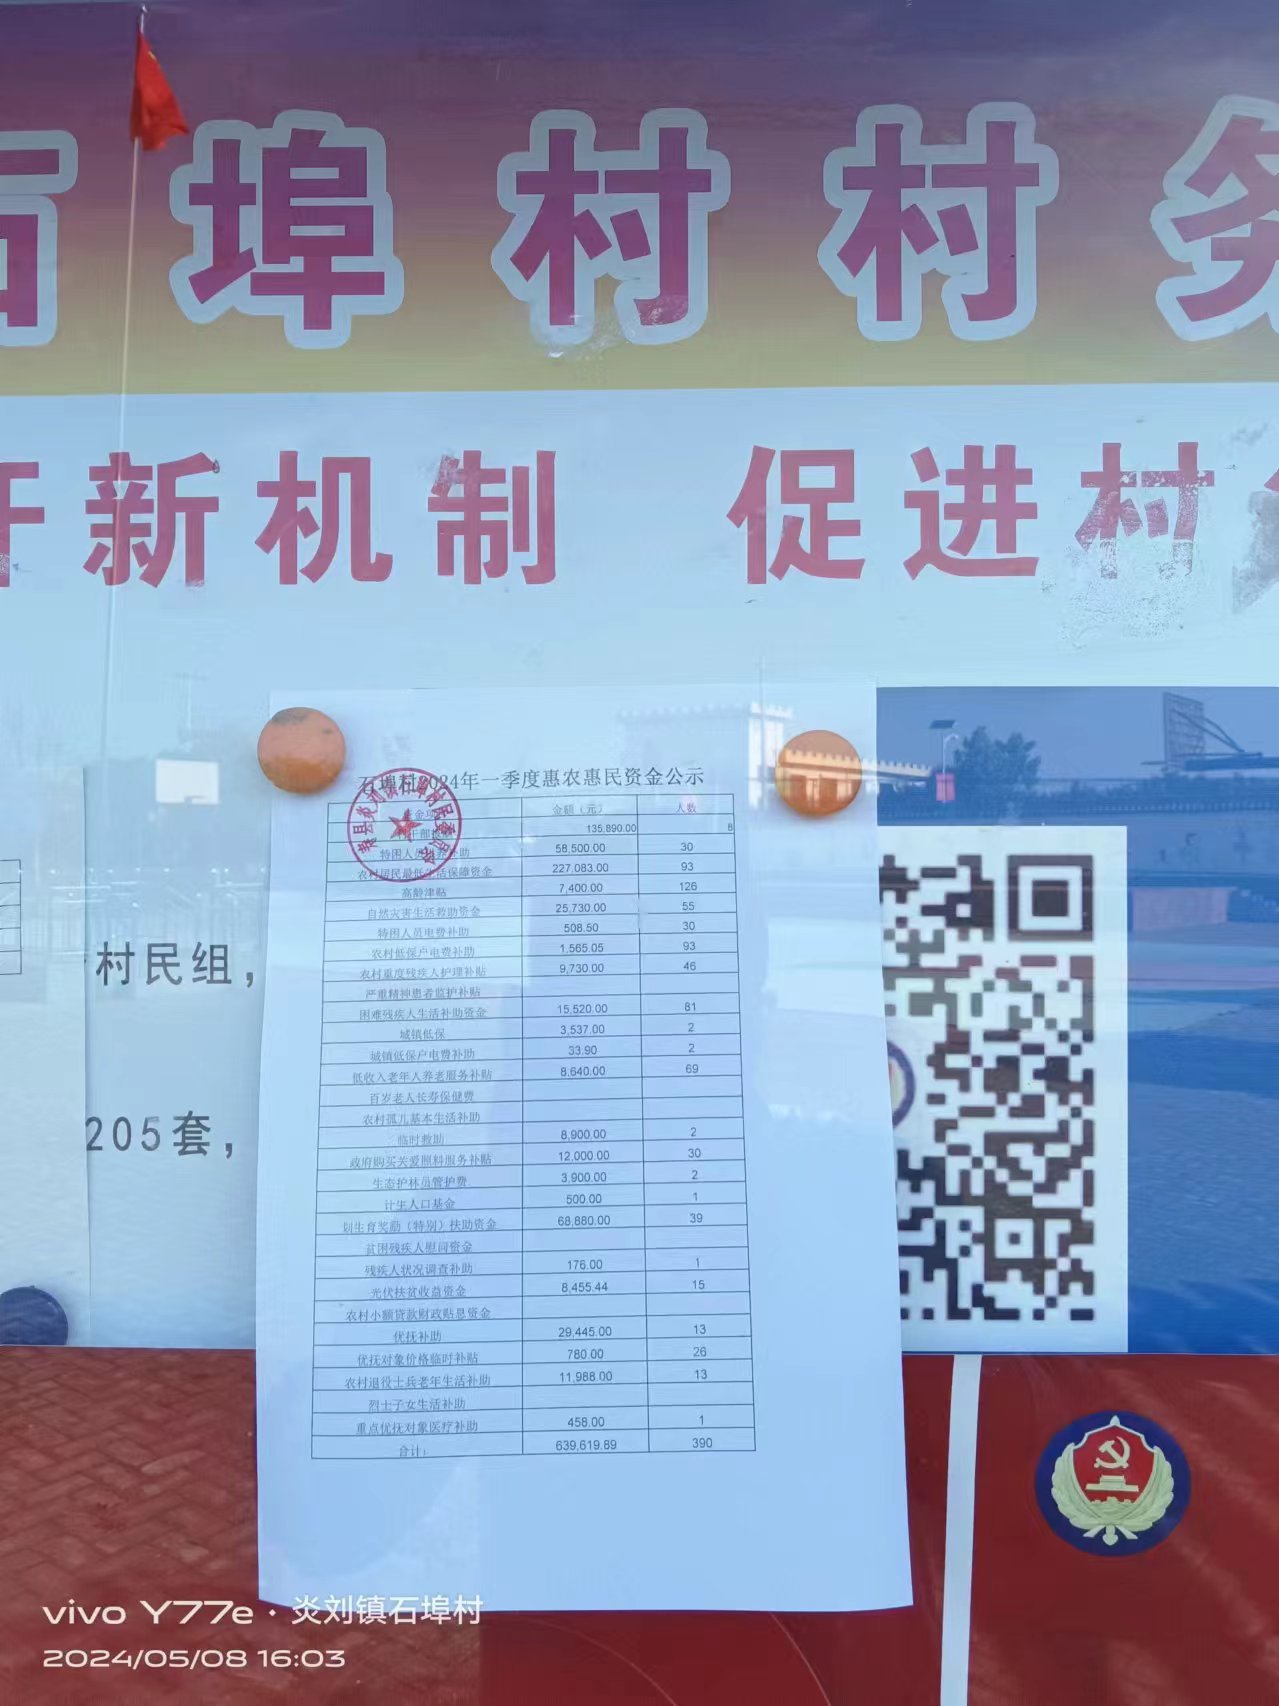 石埠村村务
开新机制 促进村
村民组，
205套，
石埠村2024年一季度惠农惠民资金公示
金额（元） 人数
135,890.00 8
特困人员供养补助 58,500.00 30
农村居民最低生活保障资金 227,083.00 93
高龄津贴 7,400.00 126
自然灾害生活救助资金 25,730.00 55
特困人员电费补助 508.50 30
农村低保户电费补助 1,565.05 93
农村重度残疾人护理补贴 9,730.00 46
严重精神患者监护补贴
困难残疾人生活补助资金 15,520.00 81
城镇低保 3,537.00 2
城镇低保户电费补助 33.90 2
低收入老年人养老服务补贴 8,640.00 69
百岁老人长寿保健费
农村孤儿基本生活补助
临时救助 8,900.00 2
政府购买关爱照料服务补贴 12,000.00 30
生态护林员管护费 3,900.00 2
计生人口基金 500.00 1
划生育奖励（特别）扶助资金 68,880.00 39
贫困残疾人慰问资金
残疾人状况调查补助 176.00 1
光伏扶贫收益资金 8,455.44 15
农村小额贷款财政贴息资金
优抚补助 29,445.00 13
优抚对象价格临时补贴 780.00 26
农村退役士兵老年生活补助 11,988.00 13
烈士子女生活补助
重点优抚对象医疗补助 458.00 1
合计： 639,619.89 390
vivo Y77e · 炎刘镇石埠村
2024/05/08 16:03